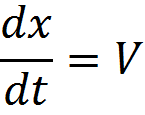 dx/dt = V